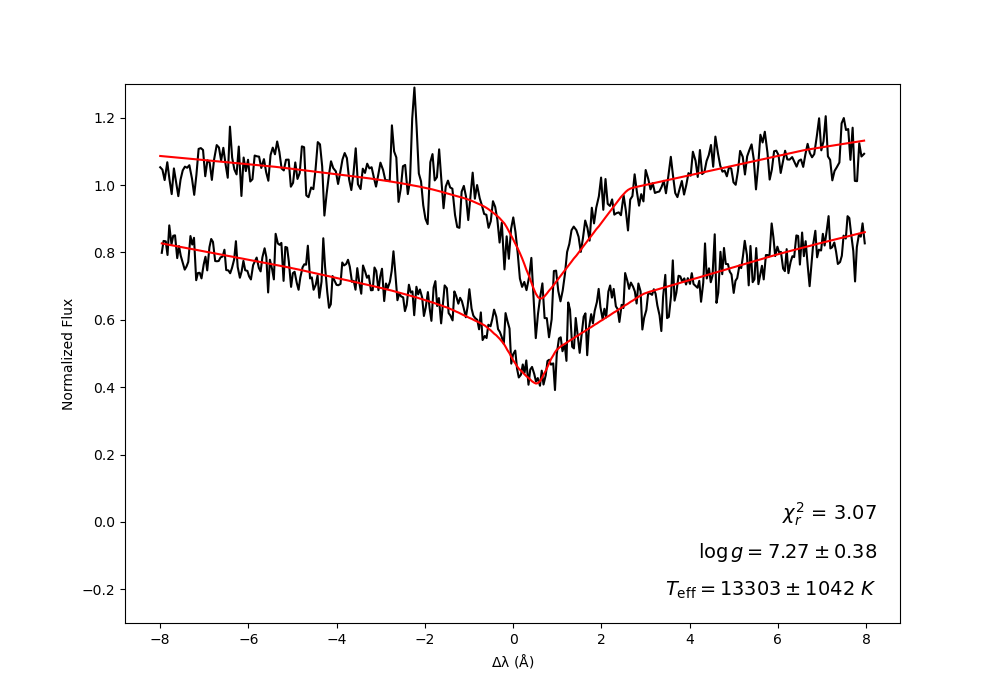 Normalized Flux
1.2
1.0
0.8
0.6
0.4
0.2
0.0
−0.2
χ²ᵣ = 3.07
log g = 7.27 ± 0.38
T_eff = 13303 ± 1042 K
−8 −6 −4 −2 0 2 4 6 8
Δλ (Å)